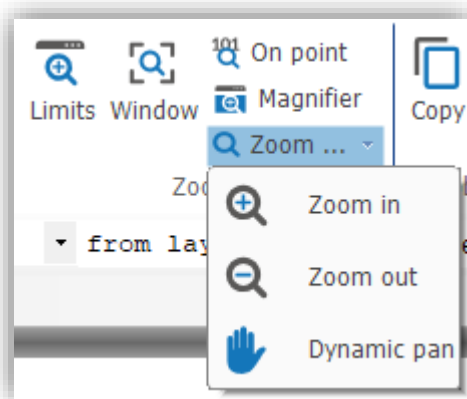 101
On point
Limits Window
Magnifier
Copy
Zoom ...
from lay
Zoom in
Zoom out
Dynamic pan